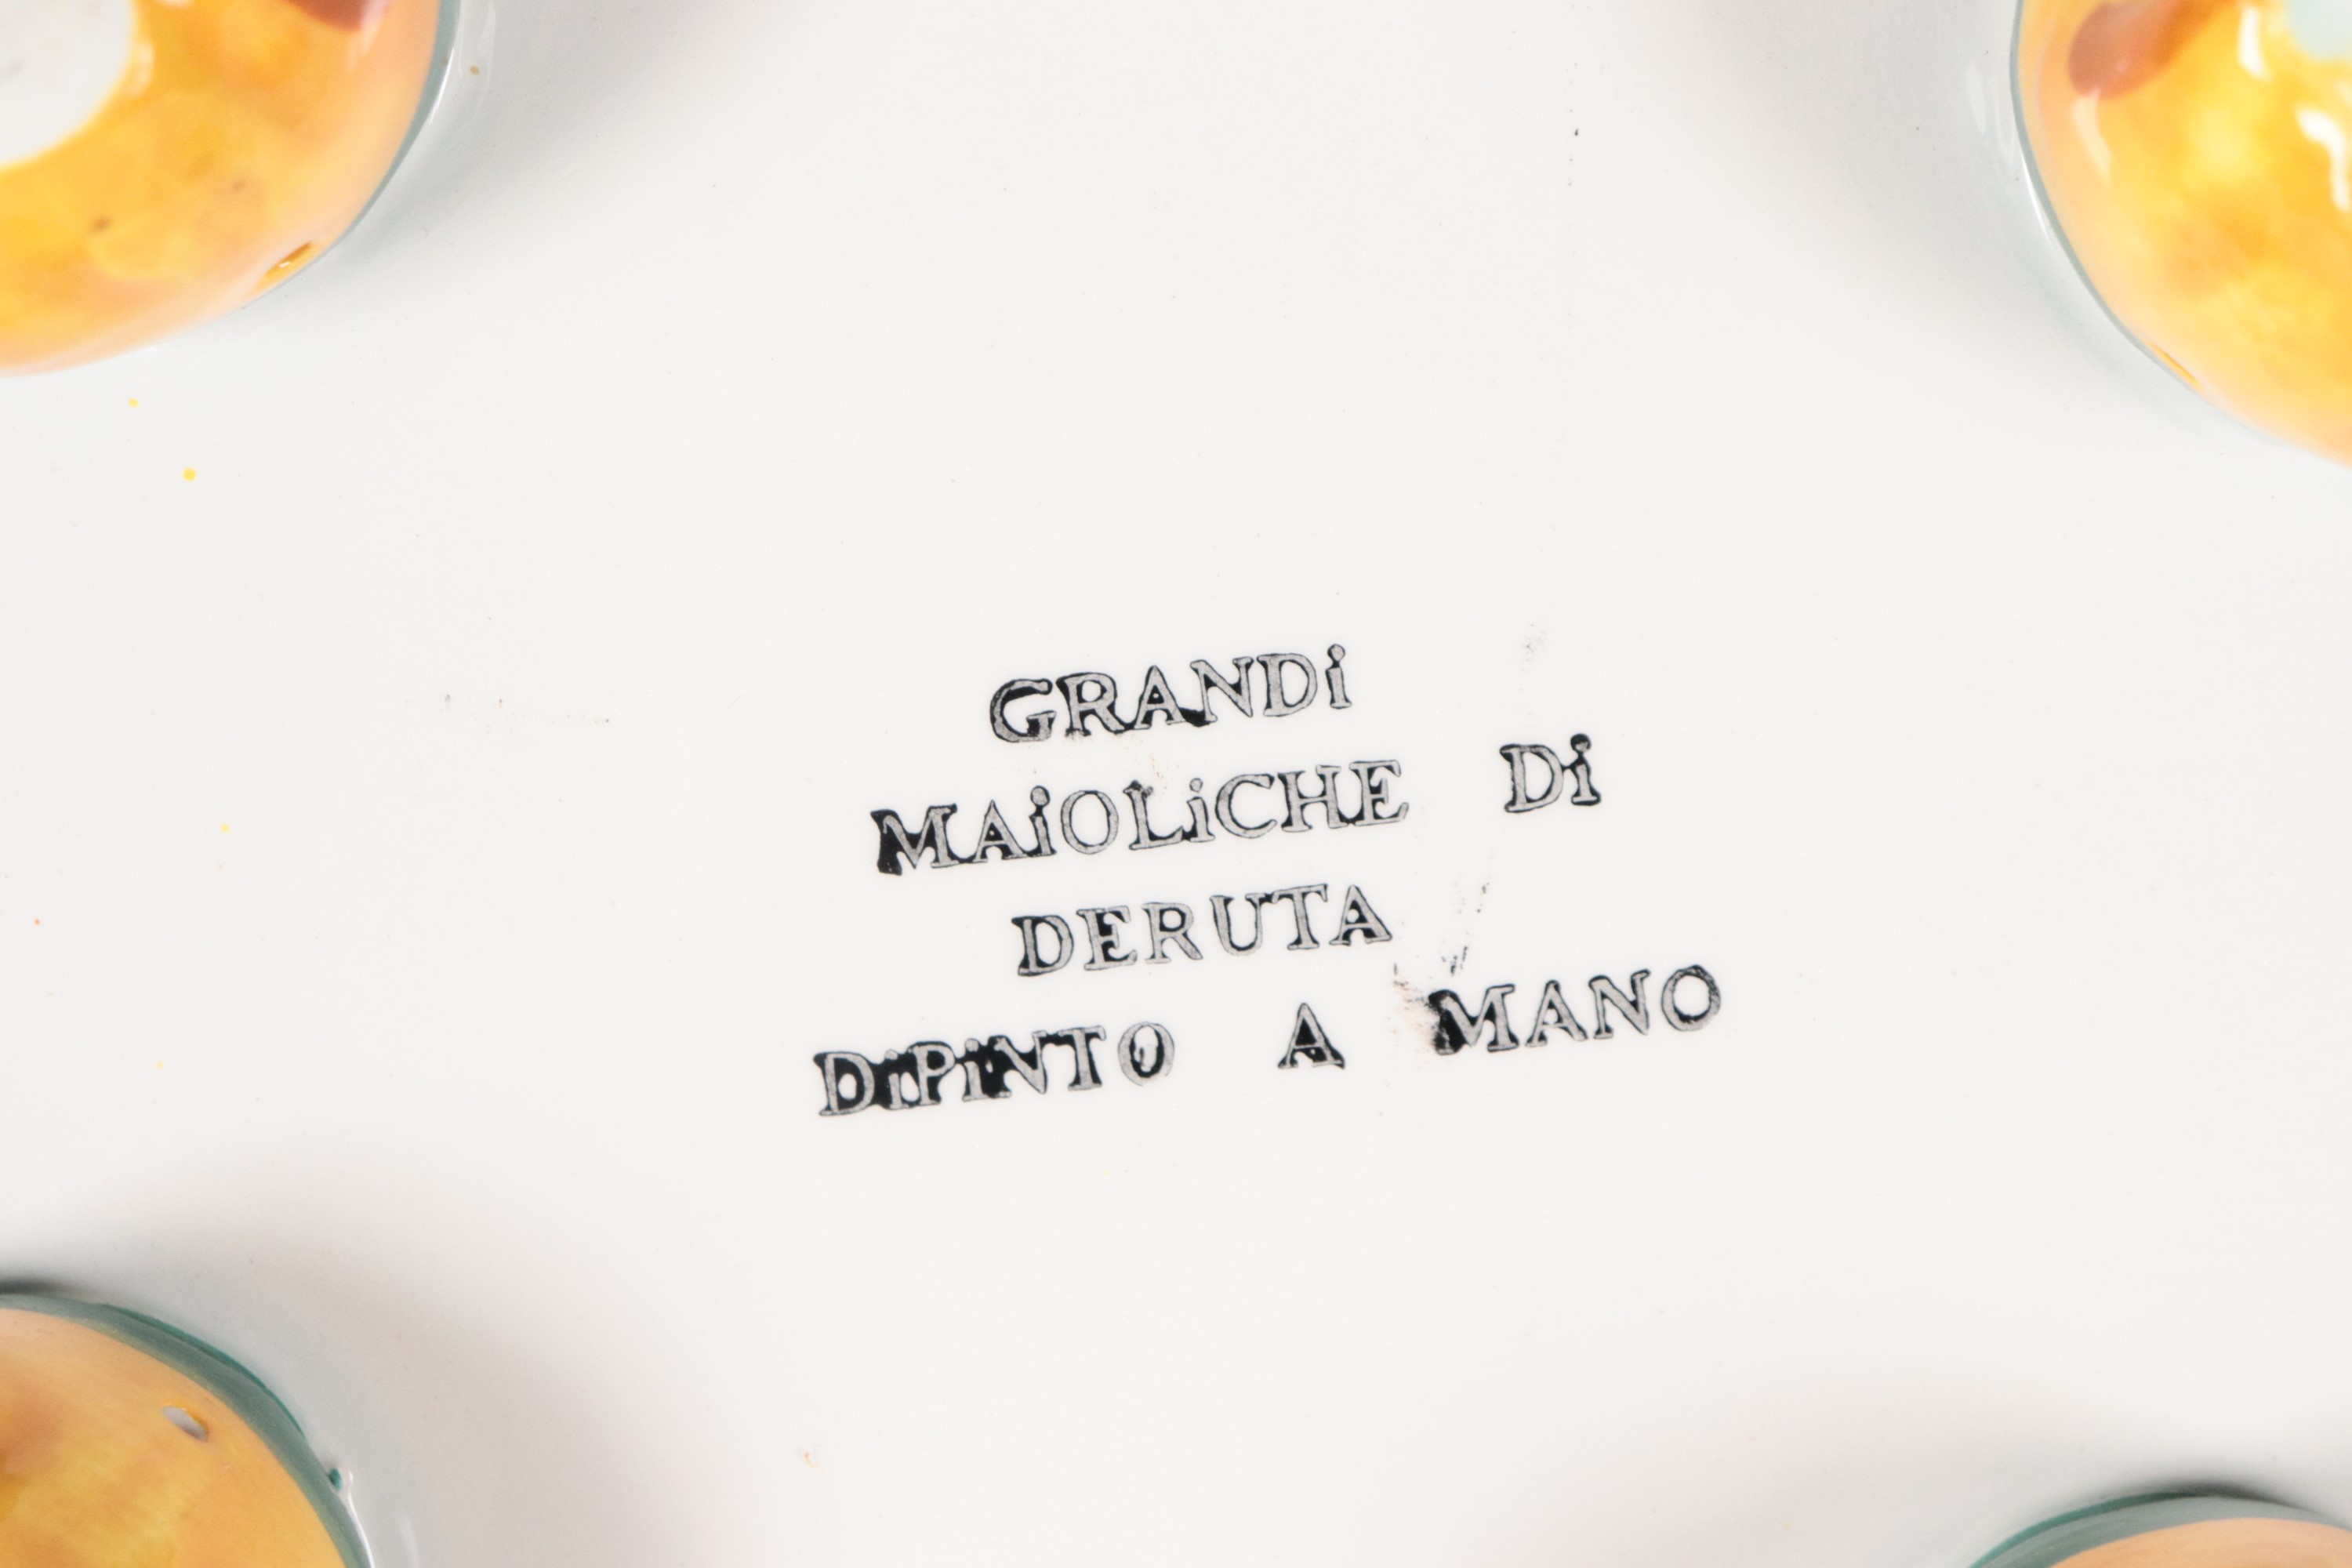 GRANDi
MAiOLiCHE Di
DERUTA
DiPiNTO A MANO